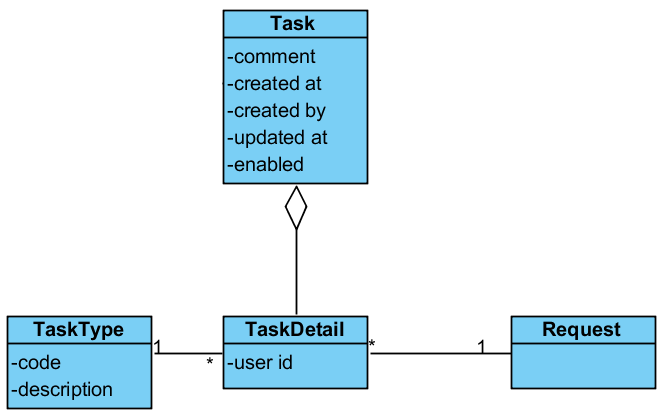 Task
-comment
-created at
-created by
-updated at
-enabled
TaskType
-code
-description
1
*
TaskDetail
-user id
*
1
Request